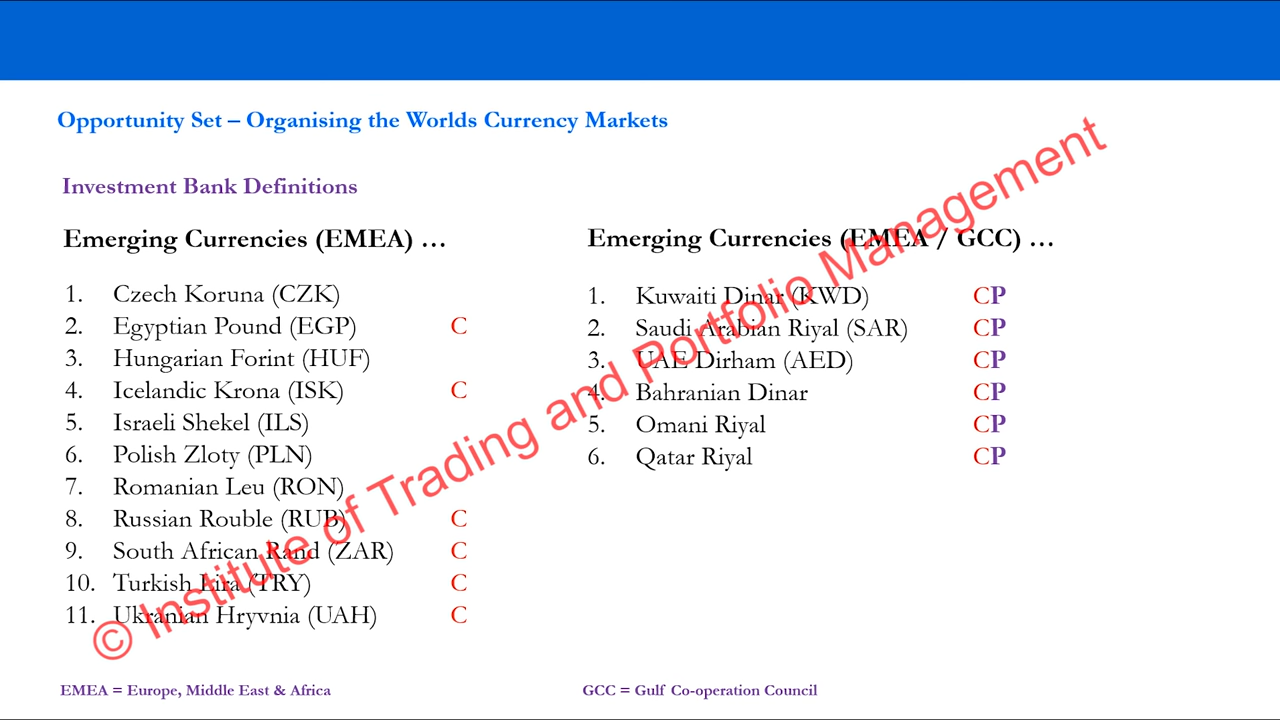 Opportunity Set – Organising the Worlds Currency Markets
Investment Bank Definitions
Emerging Currencies (EMEA) …
1. Czech Koruna (CZK)
2. Egyptian Pound (EGP) C
3. Hungarian Forint (HUF)
4. Icelandic Krona (ISK) C
5. Israeli Shekel (ILS)
6. Polish Zloty (PLN)
7. Romanian Leu (RON)
8. Russian Rouble (RUB) C
9. South African Rand (ZAR) C
10. Turkish Lira (TRY) C
11. Ukranian Hryvnia (UAH) C
EMEA = Europe, Middle East & Africa
Emerging Currencies (EMEA / GCC) …
1. Kuwaiti Dinar (KWD) CP
2. Saudi Arabian Riyal (SAR) CP
3. UAE Dirham (AED) CP
4. Bahranian Dinar CP
5. Omani Riyal CP
6. Qatar Riyal CP
GCC = Gulf Co-operation Council
© Institute of Trading and Portfolio Management